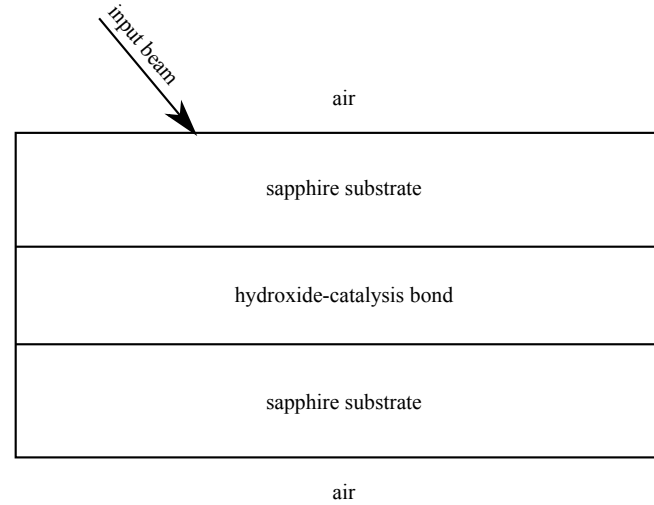 input beam
air
sapphire substrate
hydroxide-catalysis bond
sapphire substrate
air